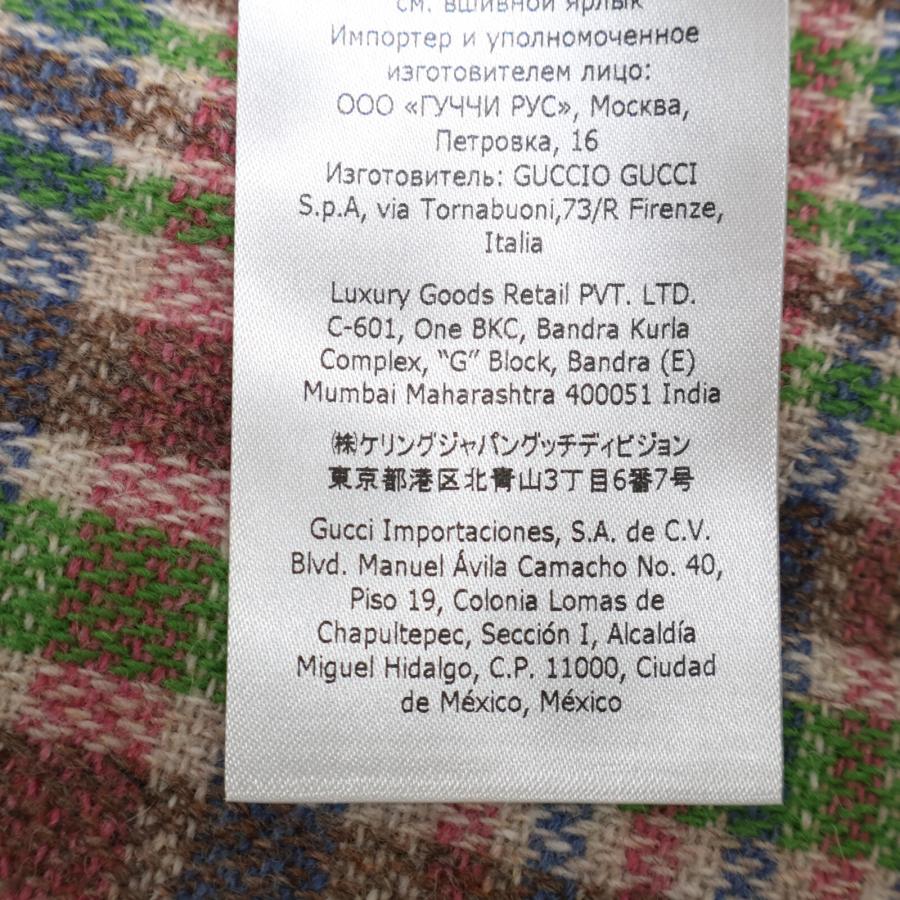 см. вшивной ярлык
Импортер и уполномоченное
изготовителем лицо:
ООО «ГУЧЧИ РУС», Москва,
Петровка, 16
Изготовитель: GUCCIO GUCCI
S.p.A, via Tornabuoni,73/R Firenze,
Italia
Luxury Goods Retail PVT. LTD.
C-601, One BKC, Bandra Kurla
Complex, “G” Block, Bandra (E)
Mumbai Maharashtra 400051 India
㈱ケリングジャパングッチディビジョン
東京都港区北青山3丁目6番7号
Gucci Importaciones, S.A. de C.V.
Blvd. Manuel Ávila Camacho No. 40,
Piso 19, Colonia Lomas de
Chapultepec, Sección I, Alcaldía
Miguel Hidalgo, C.P. 11000, Ciudad
de México, México